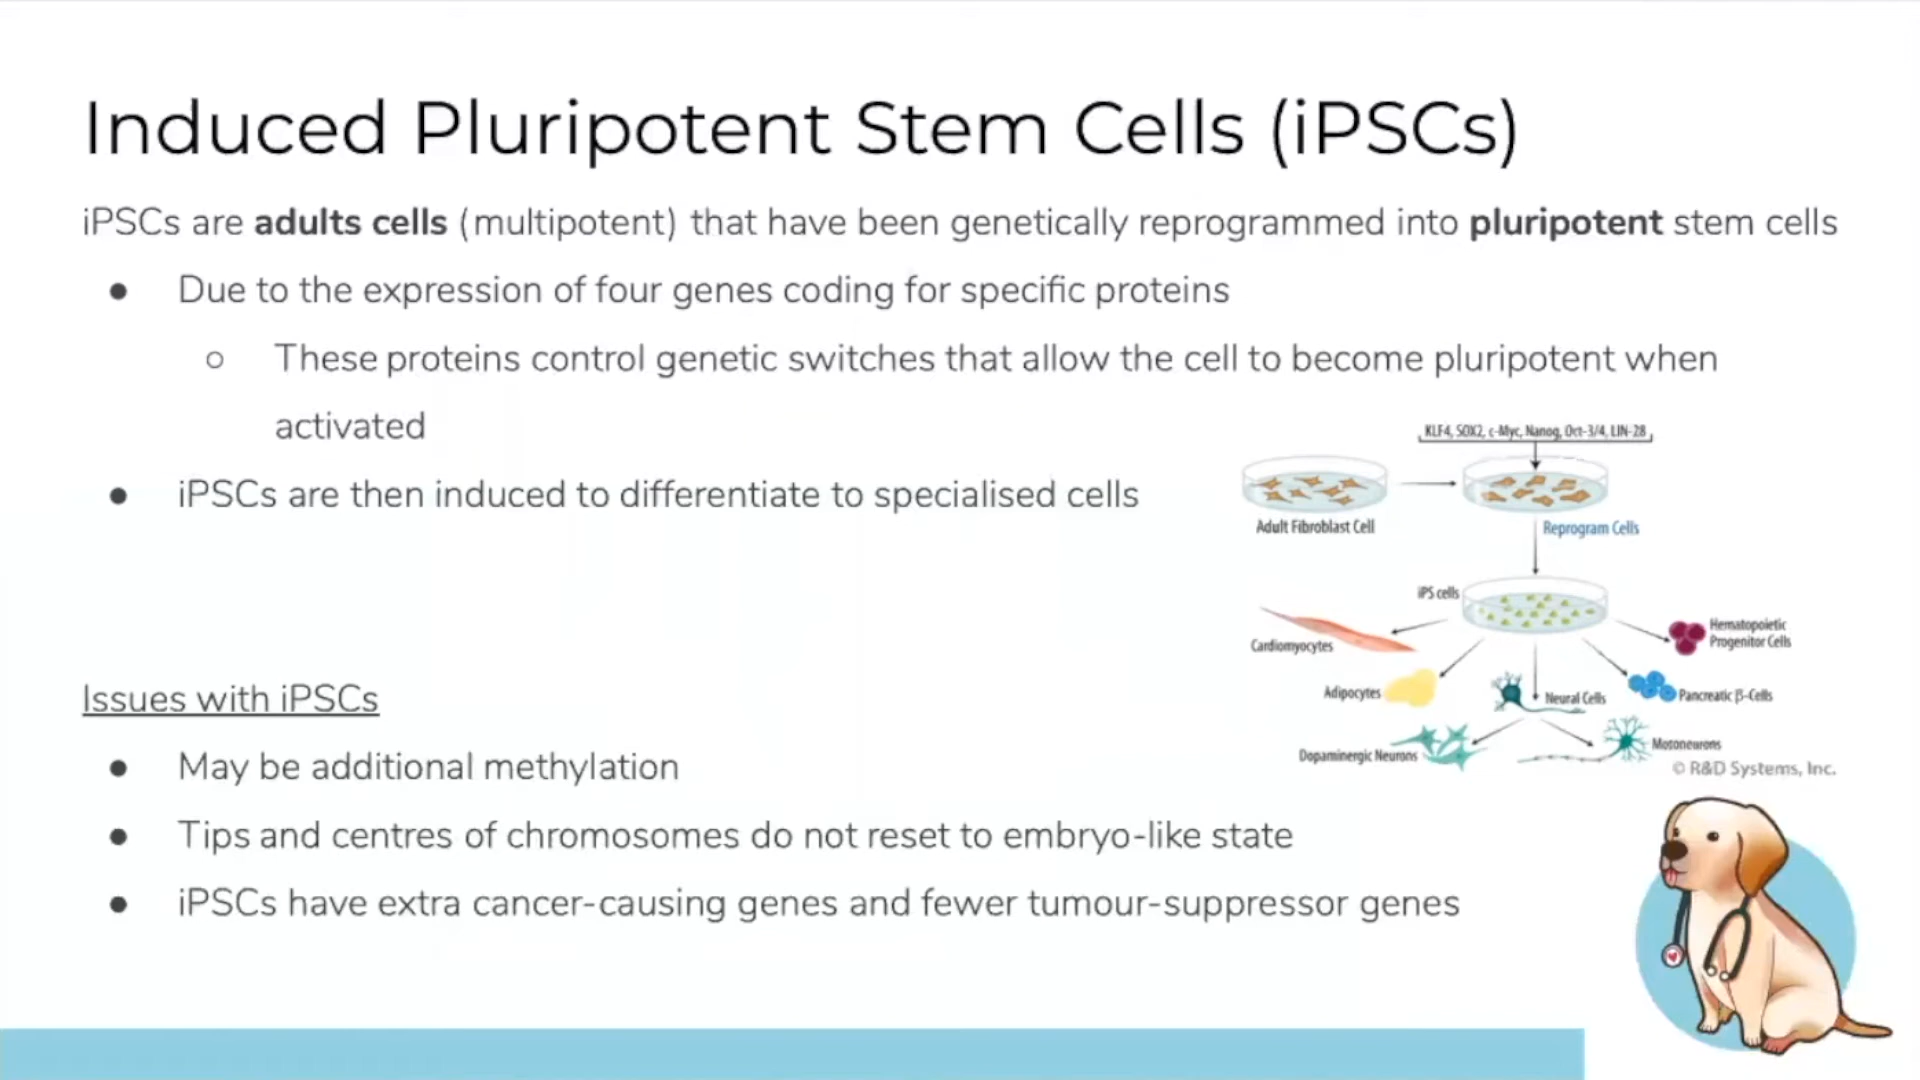 Induced Pluripotent Stem Cells (iPSCs)
iPSCs are adults cells (multipotent) that have been genetically reprogrammed into pluripotent stem cells
● Due to the expression of four genes coding for specific proteins
○ These proteins control genetic switches that allow the cell to become pluripotent when
activated
● iPSCs are then induced to differentiate to specialised cells
KLF4, SOX2, c-Myc, Nanog, Oct-3/4, LIN-28
Adult Fibroblast Cell
Reprogram Cells
iPS cells
Cardiomyocytes
Hematopoietic
Progenitor Cells
Adipocytes
Neural Cells
Pancreatic β-Cells
Dopaminergic Neurons
Motoneurons
© R&D Systems, Inc.
Issues with iPSCs
● May be additional methylation
● Tips and centres of chromosomes do not reset to embryo-like state
● iPSCs have extra cancer-causing genes and fewer tumour-suppressor genes